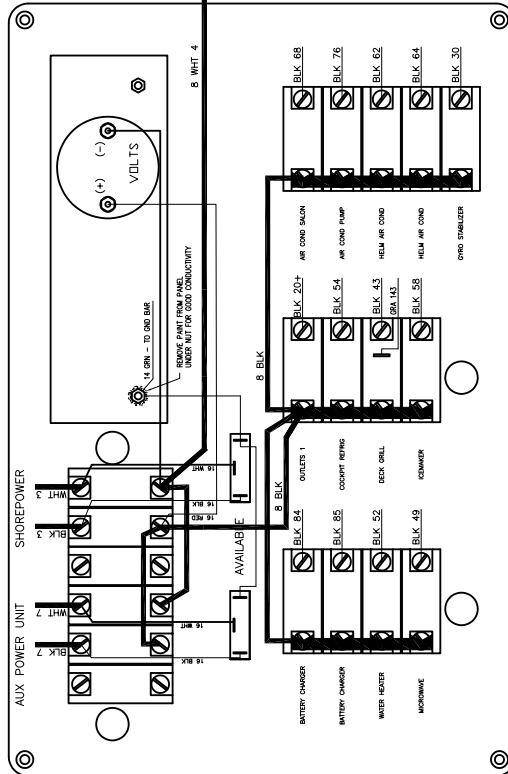 8 WHT 4
(-)
(+)
VOLTS
14 GRN - TO GND BAR
REMOVE PAINT FROM PANEL
UNDER NUT FOR GOOD CONDUCTIVITY
BLK 68
BLK 76
BLK 62
BLK 64
BLK 30
AIR COND SALON
AIR COND PUMP
HELM AIR COND
HELM AIR COND
GYRO STABILIZER
8 BLK
BLK 20+
BLK 54
BLK 43
GRA 143
BLK 58
OUTLETS 1
COCKPIT REFRIG
DECK GRILL
ICEMAKER
8 BLK
BLK 84
BLK 85
BLK 52
BLK 49
BATTERY CHARGER
BATTERY CHARGER
WATER HEATER
MICROWAVE
SHOREPOWER
WHT 3
BLK 3
AUX POWER UNIT
WHT 7
BLK 7
16 WHT
16 BLK
16 RED
AVAILABLE
16 WHT
16 BLK